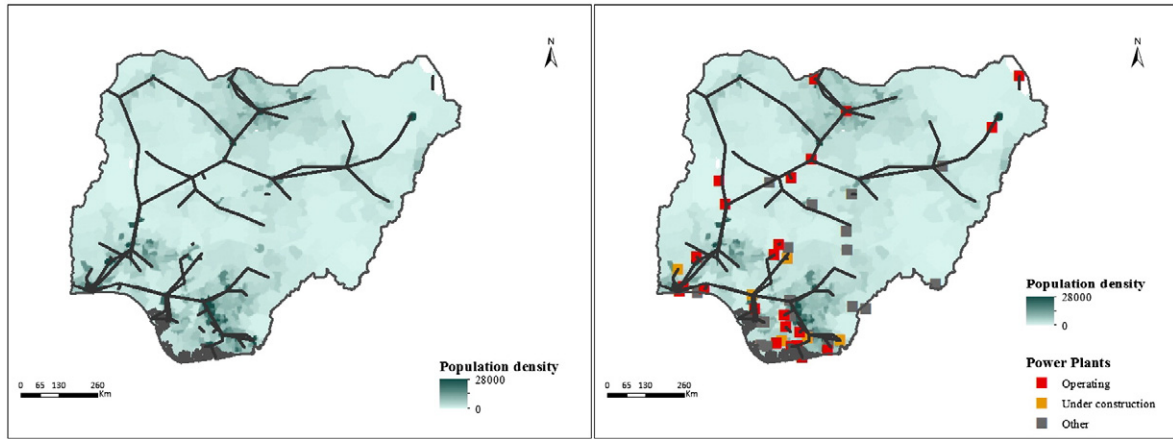 N
Population density
28000
0
0 65 130 260
Km
N
Population density
28000
0
Power Plants
Operating
Under construction
Other
0 65 130 260
Km